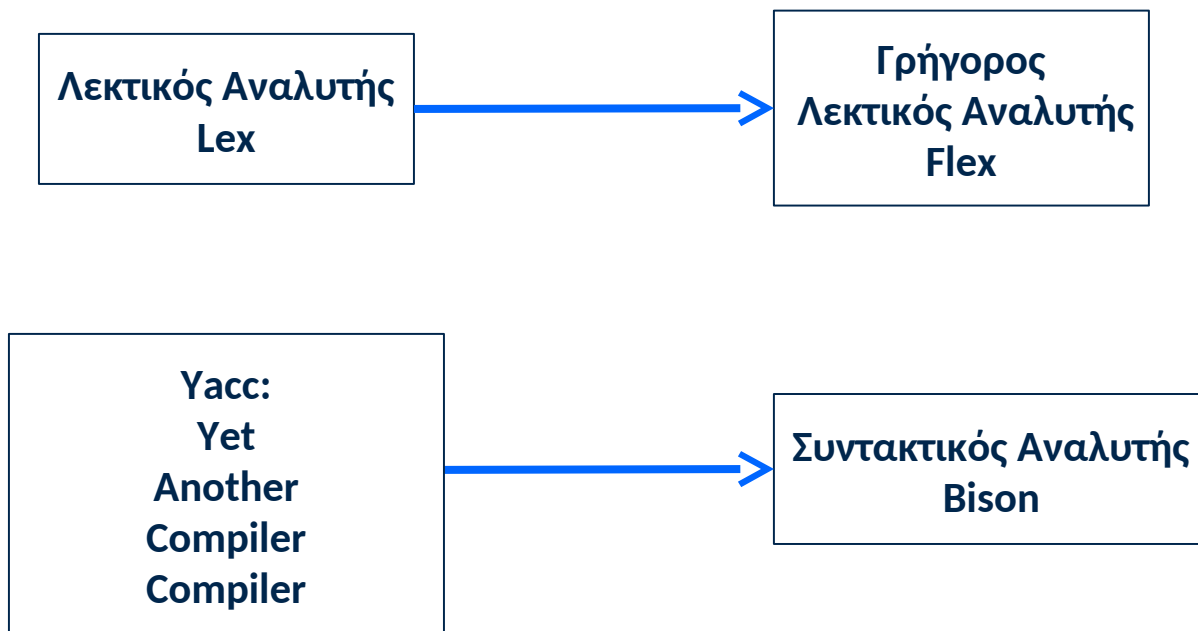 Λεκτικός Αναλυτής
Lex
Γρήγορος
Λεκτικός Αναλυτής
Flex
Yacc:
Yet
Another
Compiler
Compiler
Συντακτικός Αναλυτής
Bison